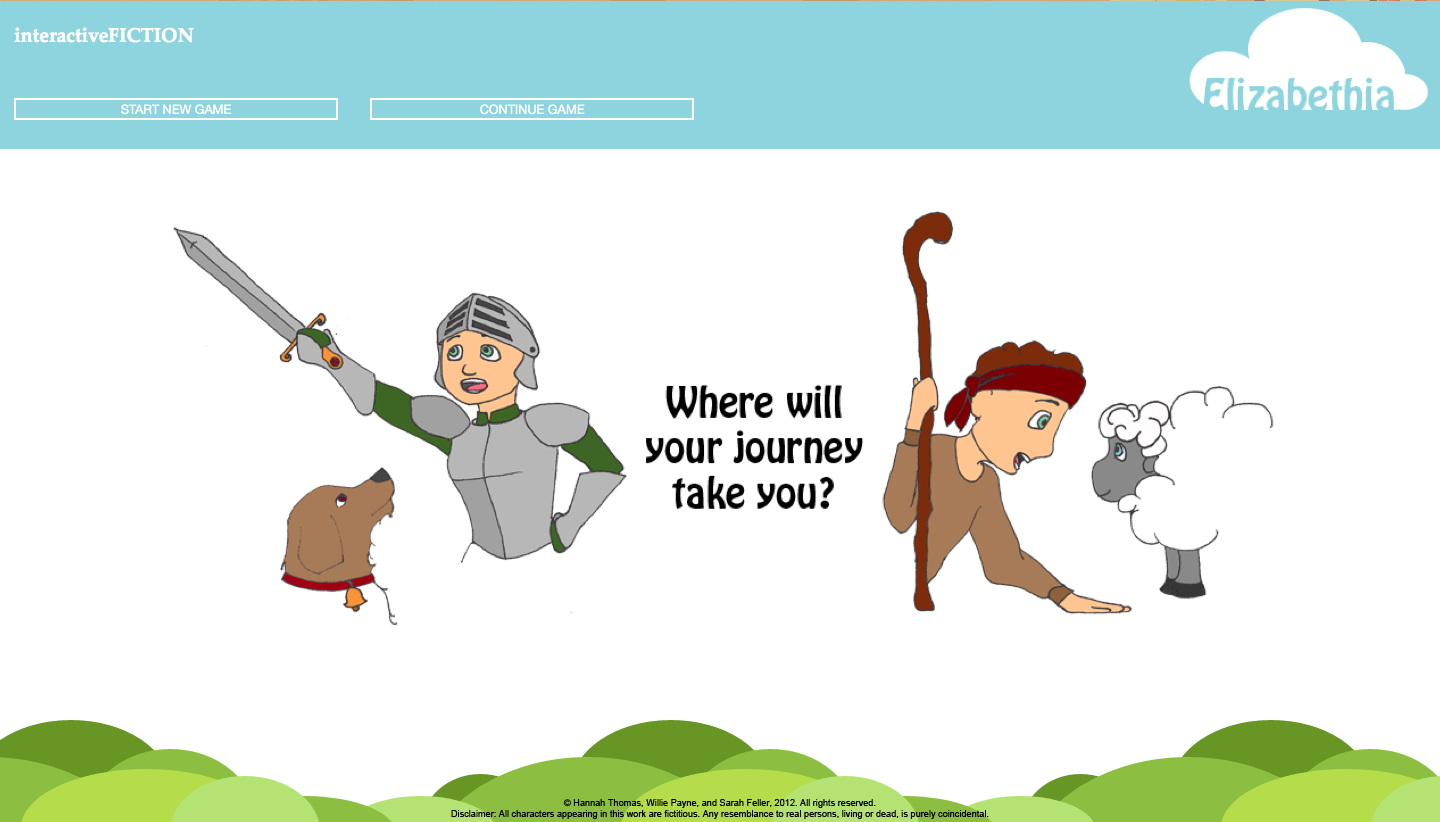 interactiveFICTION
Elizabethia
START NEW GAME
CONTINUE GAME
Where will
your journey
take you?
© Hannah Thomas, Willie Payne, and Sarah Feller, 2012. All rights reserved.
Disclaimer: All characters appearing in this work are fictitious. Any resemblance to real persons, living or dead, is purely coincidental.